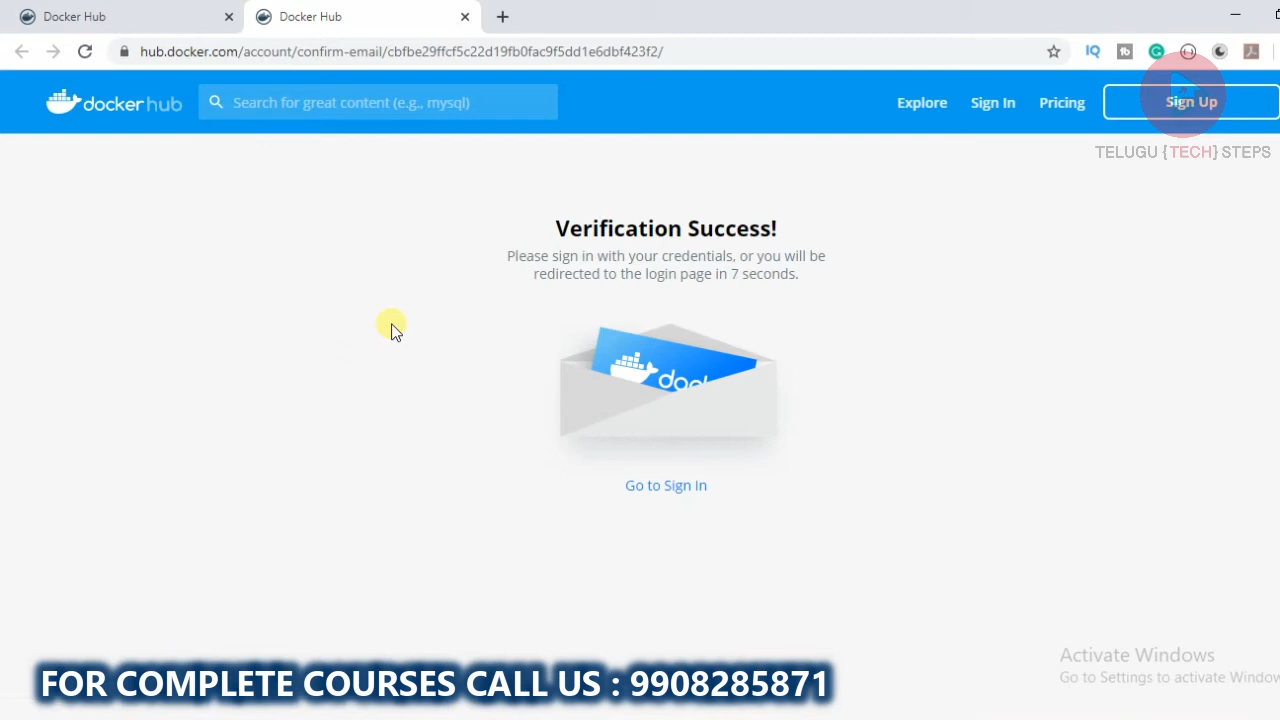 Docker Hub
Docker Hub
hub.docker.com/account/confirm-email/cbfbe29ffcf5c22d19fb0fac9f5dd1e6dbf423f2/
IQ
dockerhub
Search for great content (e.g., mysql)
Explore
Sign In
Pricing
Sign Up
TELUGU {TECH} STEPS
Verification Success!
Please sign in with your credentials, or you will be
redirected to the login page in 7 seconds.
Go to Sign In
Activate Windows
Go to Settings to activate
FOR COMPLETE COURSES CALL US : 9908285871